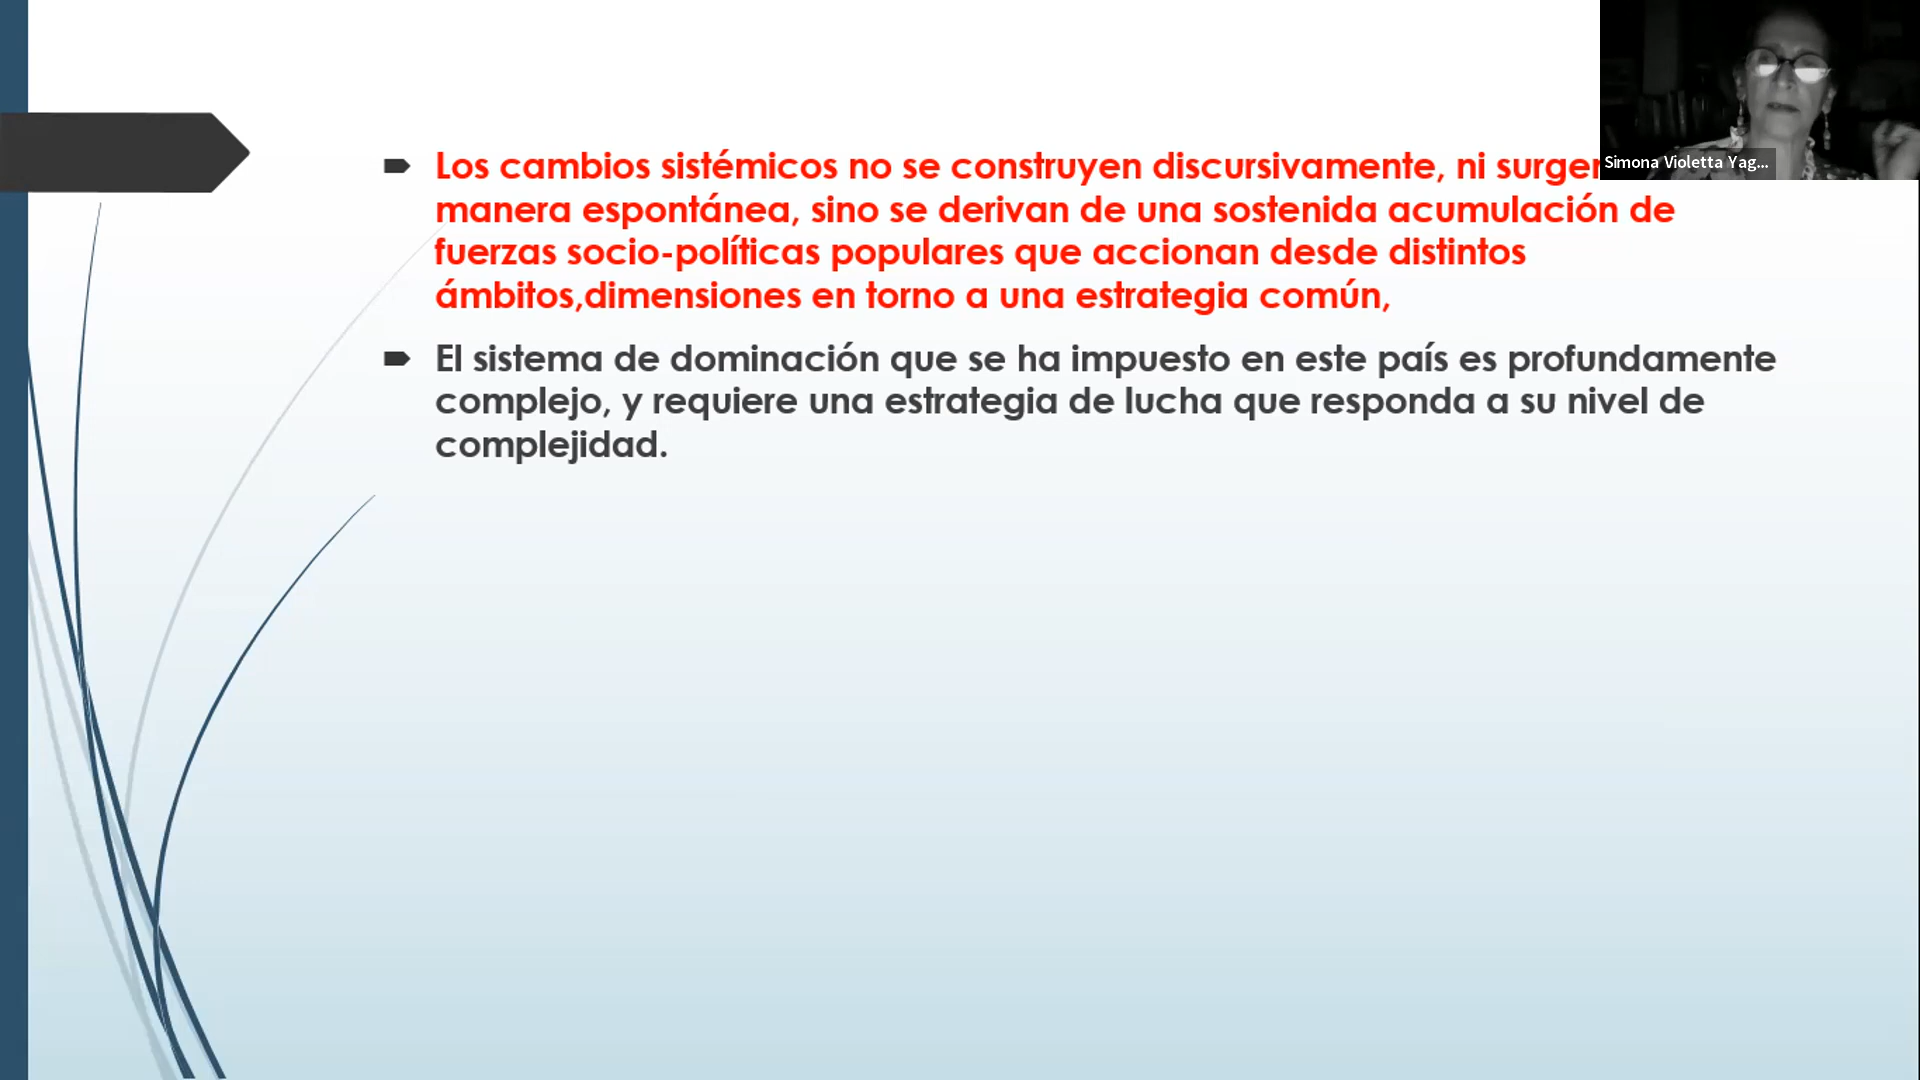 Los cambios sistémicos no se construyen discursivamente, ni
manera espontánea, sino se derivan de una sostenida acumulación de
fuerzas socio-políticas populares que accionan desde distintos
ámbitos,dimensiones en torno a una estrategia común,
El sistema de dominación que se ha impuesto en este país es profundamente
complejo, y requiere una estrategia de lucha que responda a su nivel de
complejidad.
Simona Violetta Yag...